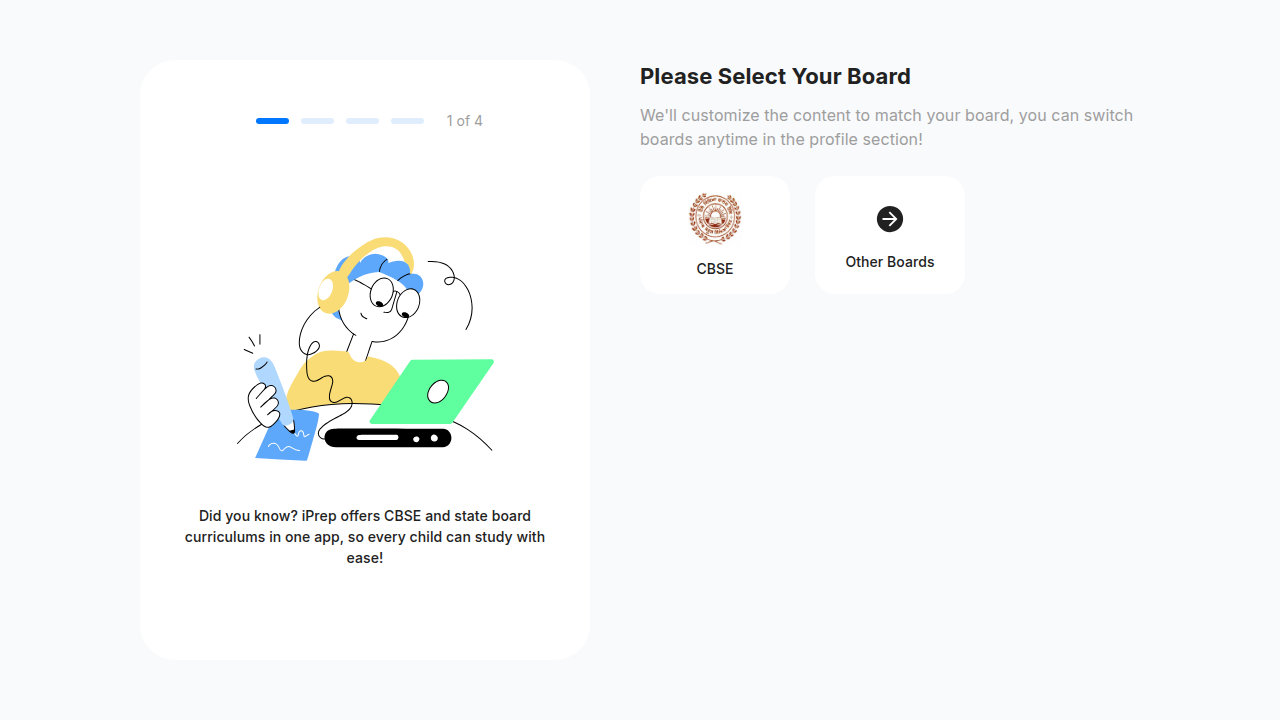 1 of 4
Did you know? iPrep offers CBSE and state board
curriculums in one app, so every child can study with
ease!
Please Select Your Board
We'll customize the content to match your board, you can switch
boards anytime in the profile section!
CBSE
Other Boards